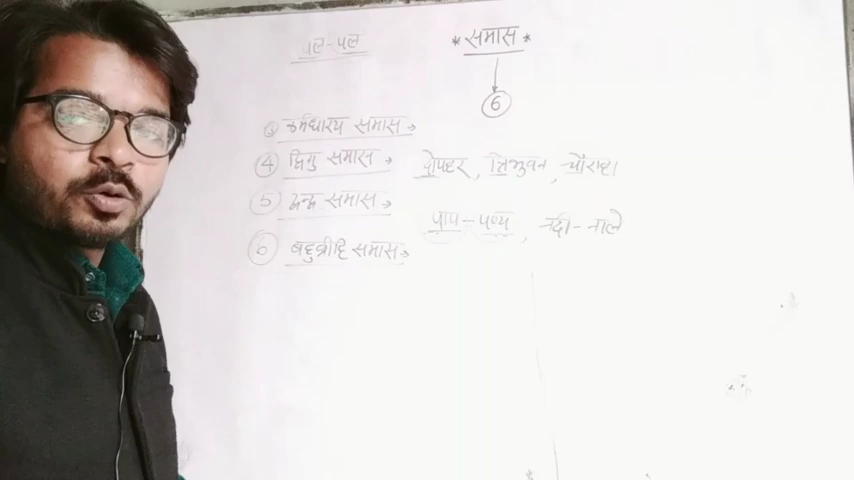 पल-पल
* समास *
6
3 कर्मधारय समास →
4 द्विगु समास → दोपहर, त्रिभुवन, चौराहा
5 द्वन्द्व समास → पाप-पुण्य, नदी-नाले
6 बहुव्रीहि समास →